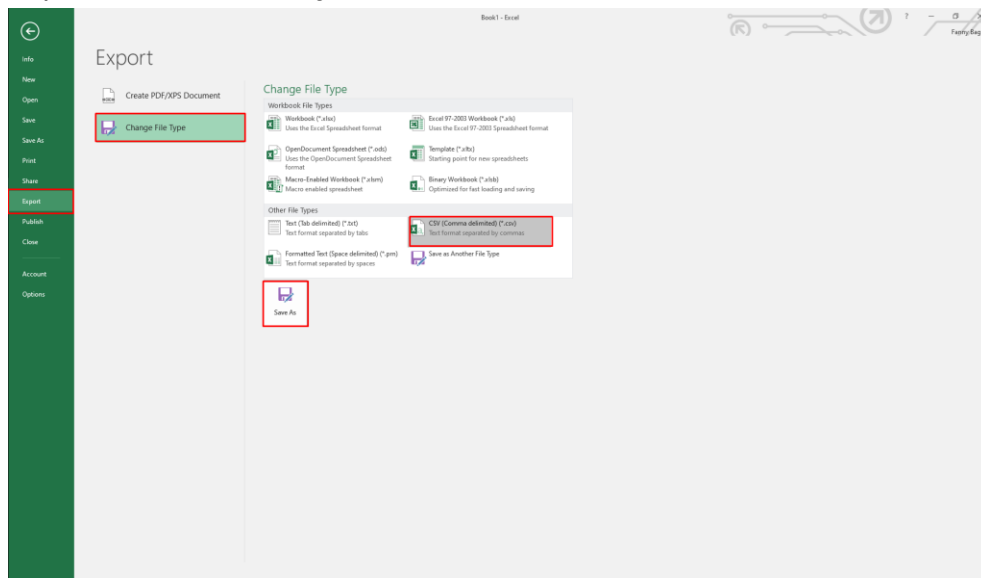 Book1 - Excel
?
Info
New
Open
Save
Save As
Print
Share
Export
Publish
Close
Account
Options
Export
Create PDF/XPS Document
Change File Type
Change File Type
Workbook File Types
Workbook (*.xlsx)
Uses the Excel Spreadsheet format
Excel 97-2003 Workbook (*.xls)
Uses the Excel 97-2003 Spreadsheet format
OpenDocument Spreadsheet (*.ods)
Uses the OpenDocument Spreadsheet
format
Template (*.xltx)
Starting point for new spreadsheets
Macro-Enabled Workbook (*.xlsm)
Macro enabled spreadsheet
Binary Workbook (*.xlsb)
Optimized for fast loading and saving
Other File Types
Text (Tab delimited) (*.txt)
Text format separated by tabs
CSV (Comma delimited) (*.csv)
Text format separated by commas
Formatted Text (Space delimited) (*.prn)
Text format separated by spaces
Save as Another File Type
Save As